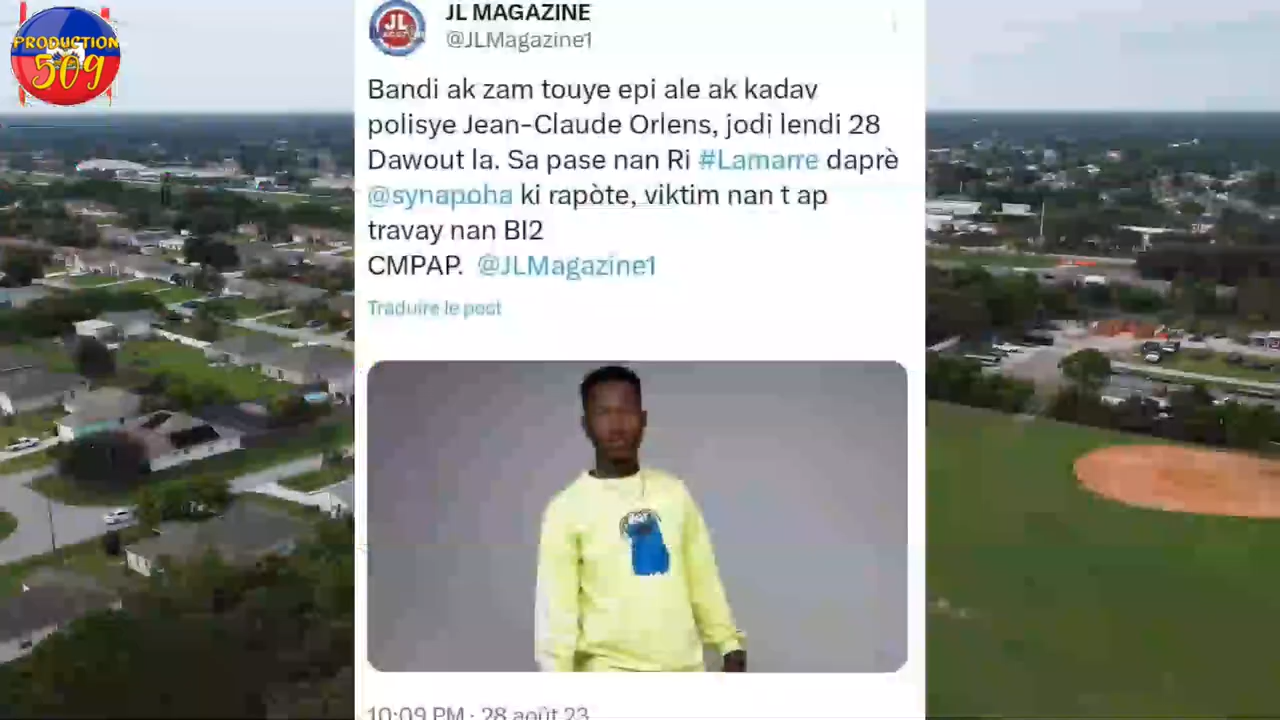 PRODUCTION
509
JL MAGAZINE
@JLMagazine1
Bandi ak zam touye epi ale ak kadav
polisye Jean-Claude Orlens, jodi lendi 28
Dawout la. Sa pase nan Ri #Lamarre daprè
@synapoha ki rapòte, viktim nan t ap
travay nan BI2
CMPAP. @JLMagazine1
Traduire le post
10:09 PM · 28 août 23